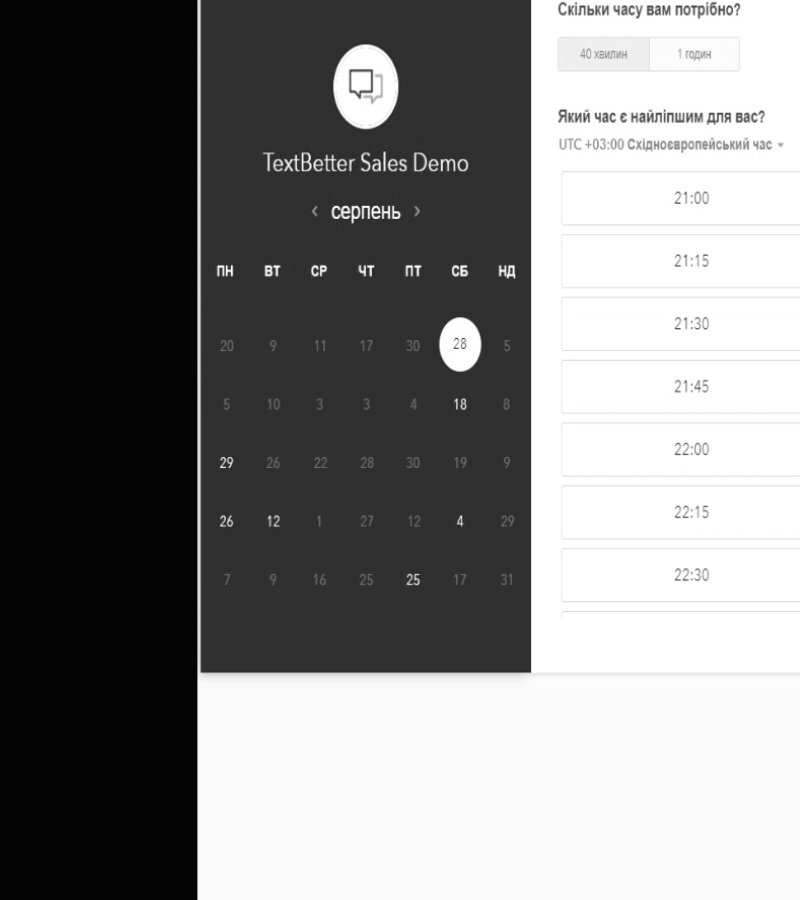 TextBetter Sales Demo
‹ серпень ›
ПН ВТ СР ЧТ ПТ СБ НД
20 9 11 17 30 28 5
5 10 3 3 4 18 8
29 26 22 28 30 19 9
26 12 1 27 12 4 29
7 9 16 25 25 17 31
Скільки часу вам потрібно?
40 хвилин 1 годин
Який час є найліпшим для вас?
UTC +03:00 Східноєвропейський час
21:00
21:15
21:30
21:45
22:00
22:15
22:30